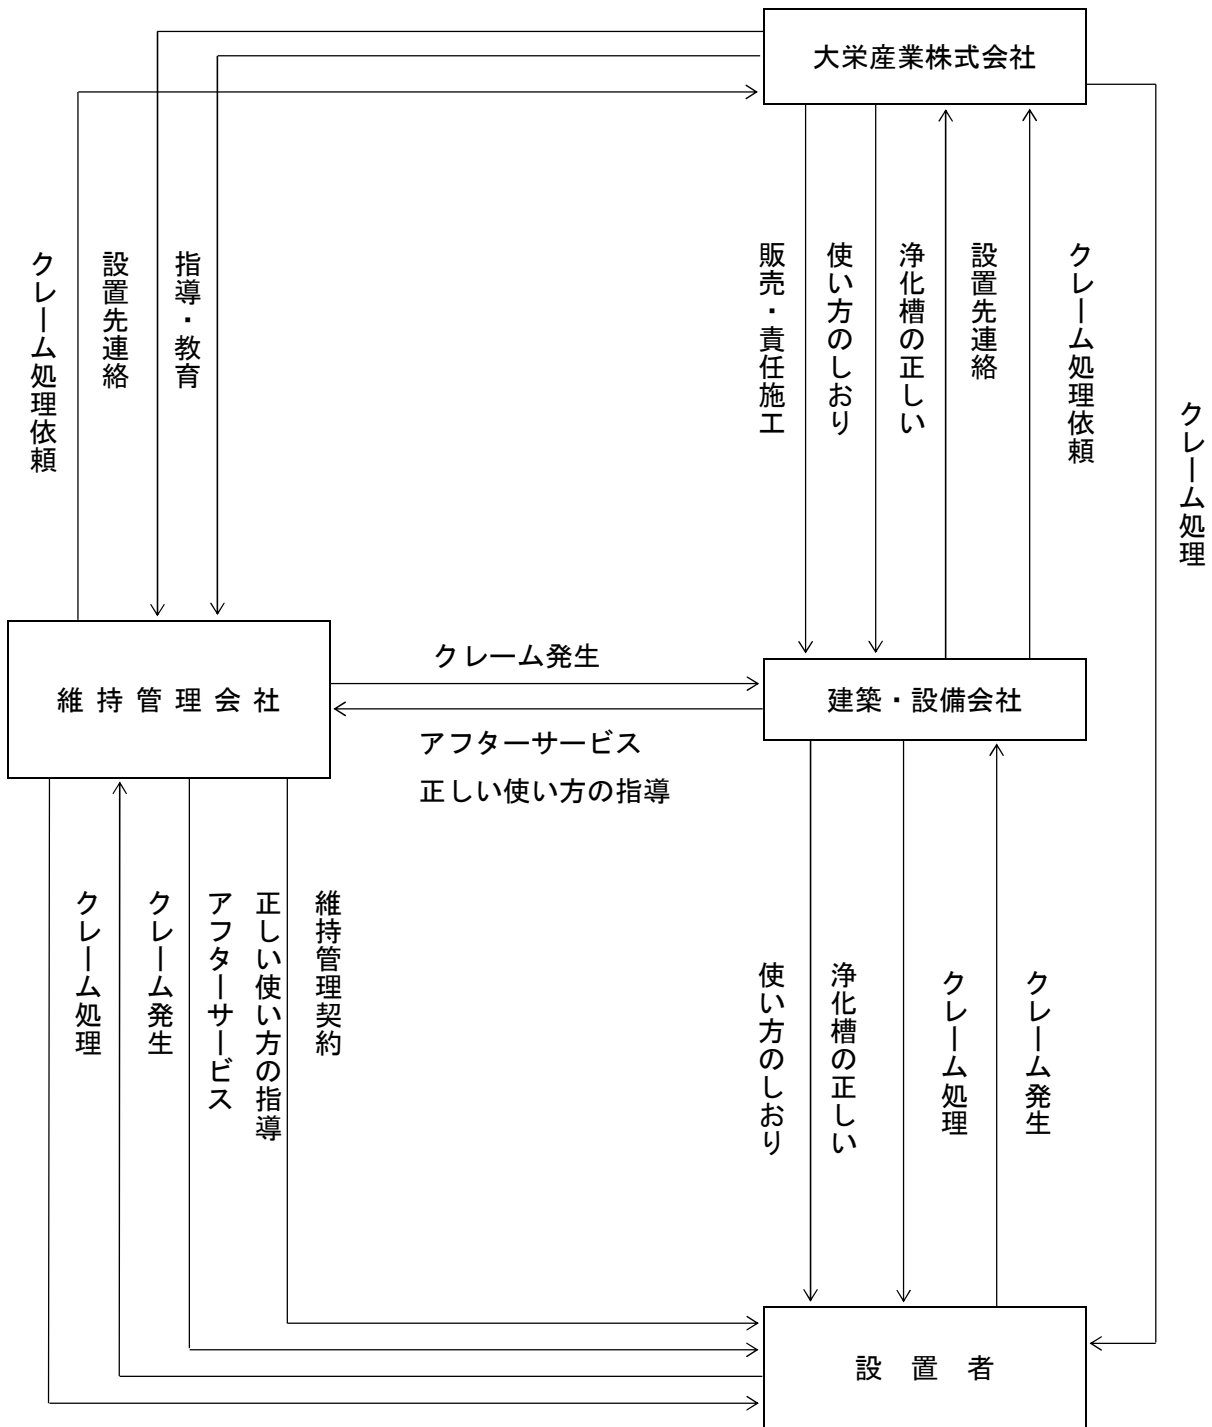 大栄産業株式会社
クレーム処理依頼
設置先連絡
指導・教育
販売・責任施工
浄化槽の正しい
使い方のしおり
設置先連絡
クレーム処理依頼
クレーム処理
維持管理会社
クレーム発生
アフターサービス
正しい使い方の指導
建築・設備会社
クレーム処理
クレーム発生
アフターサービス
正しい使い方の指導
維持管理契約
浄化槽の正しい
使い方のしおり
クレーム処理
クレーム発生
設置者